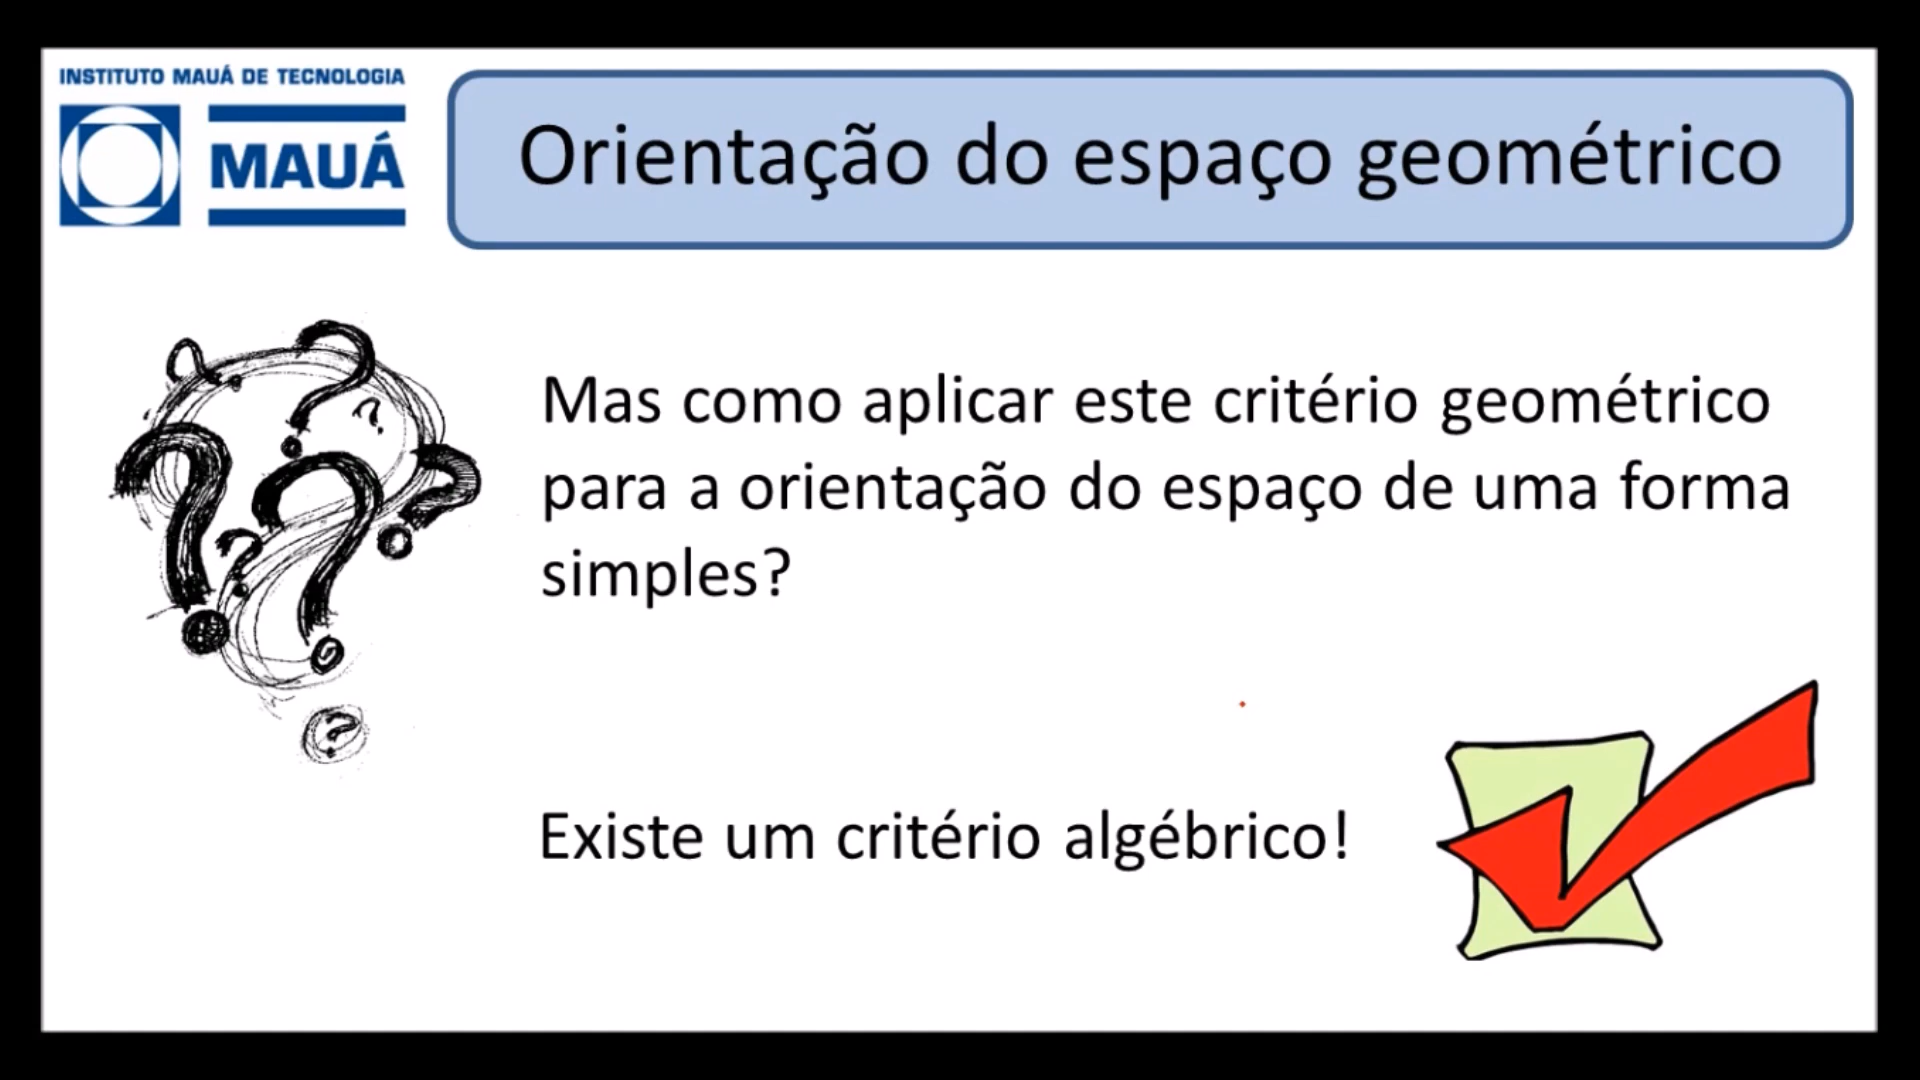 INSTITUTO MAUÁ DE TECNOLOGIA
MAUÁ
Orientação do espaço geométrico
Mas como aplicar este critério geométrico
para a orientação do espaço de uma forma
simples?
Existe um critério algébrico!